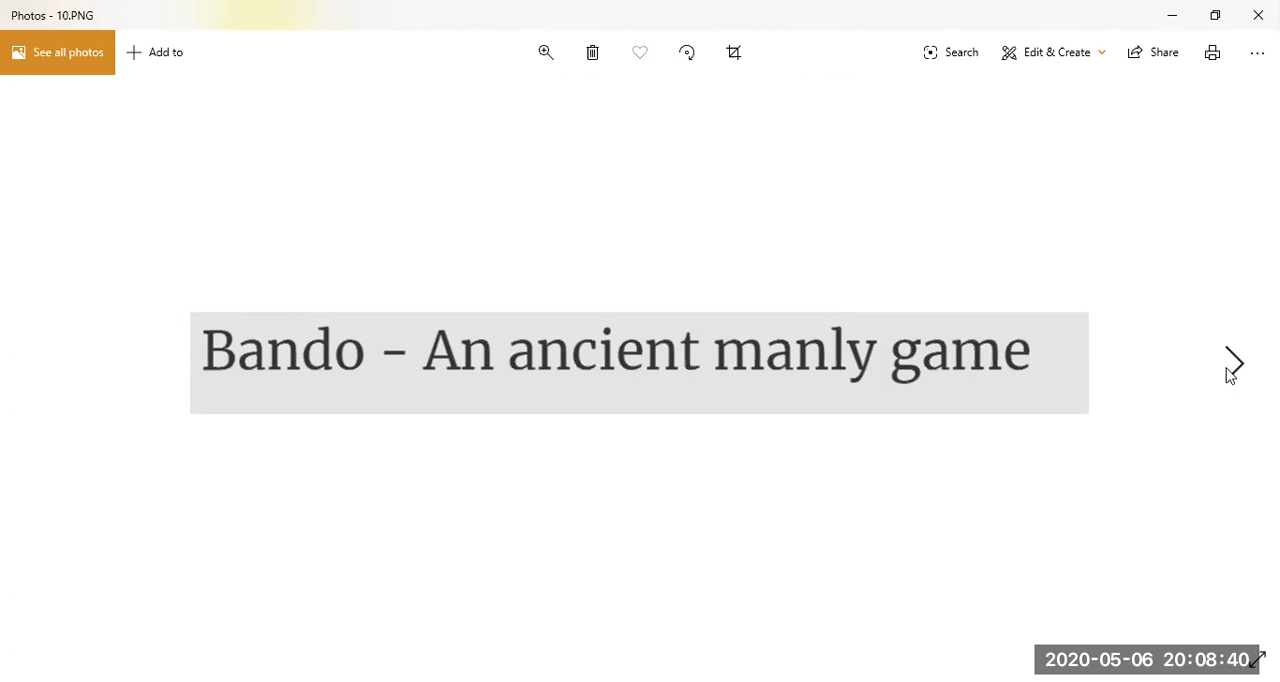 Photos - 10.PNG
See all photos
Add to
Search
Edit & Create
Share
Bando - An ancient manly game
2020-05-06 20:08:40